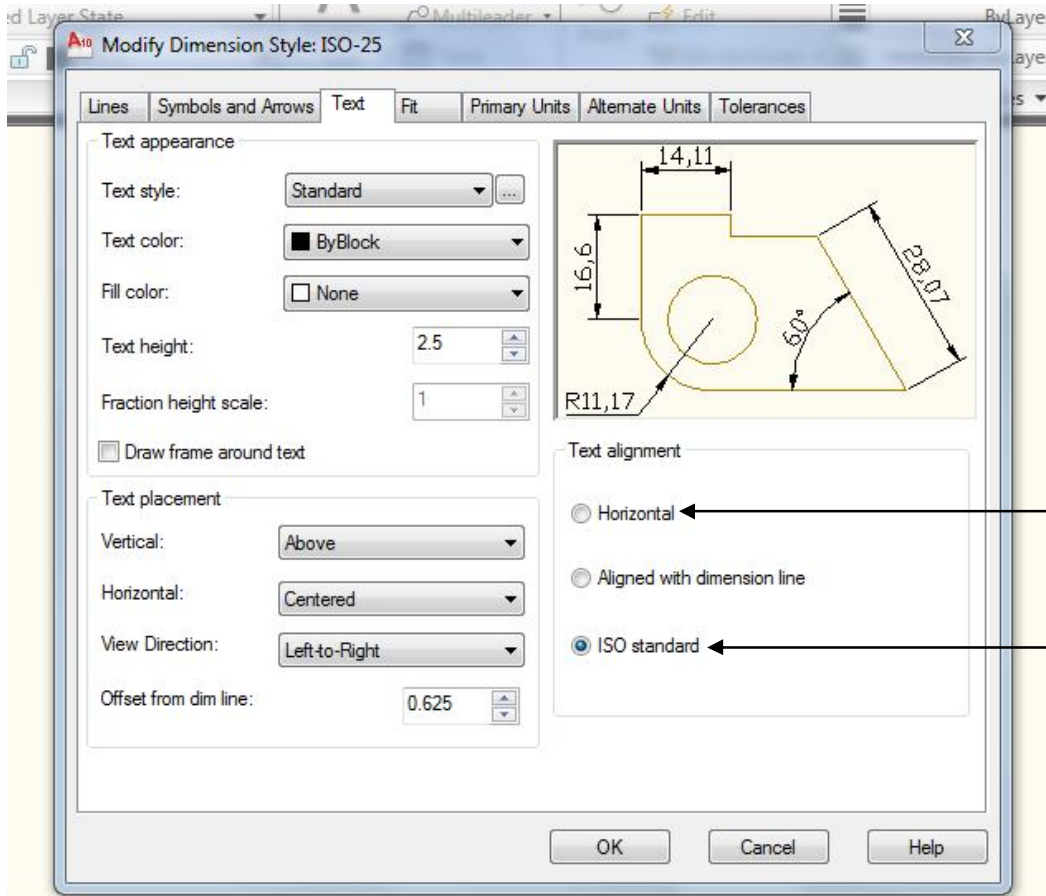 ed Layer State
Multileader
Edit
ByLaye
A10 Modify Dimension Style: ISO-25
Lines Symbols and Arrows Text Fit Primary Units Alternate Units Tolerances
Text appearance
Text style: Standard ...
Text color: ByBlock
Fill color: None
Text height: 2.5
Fraction height scale: 1
Draw frame around text
14,11
16,6
28,07
60°
R11,17
Text placement
Vertical: Above
Horizontal: Centered
View Direction: Left-to-Right
Offset from dim line: 0.625
Text alignment
Horizontal
Aligned with dimension line
ISO standard
OK Cancel Help